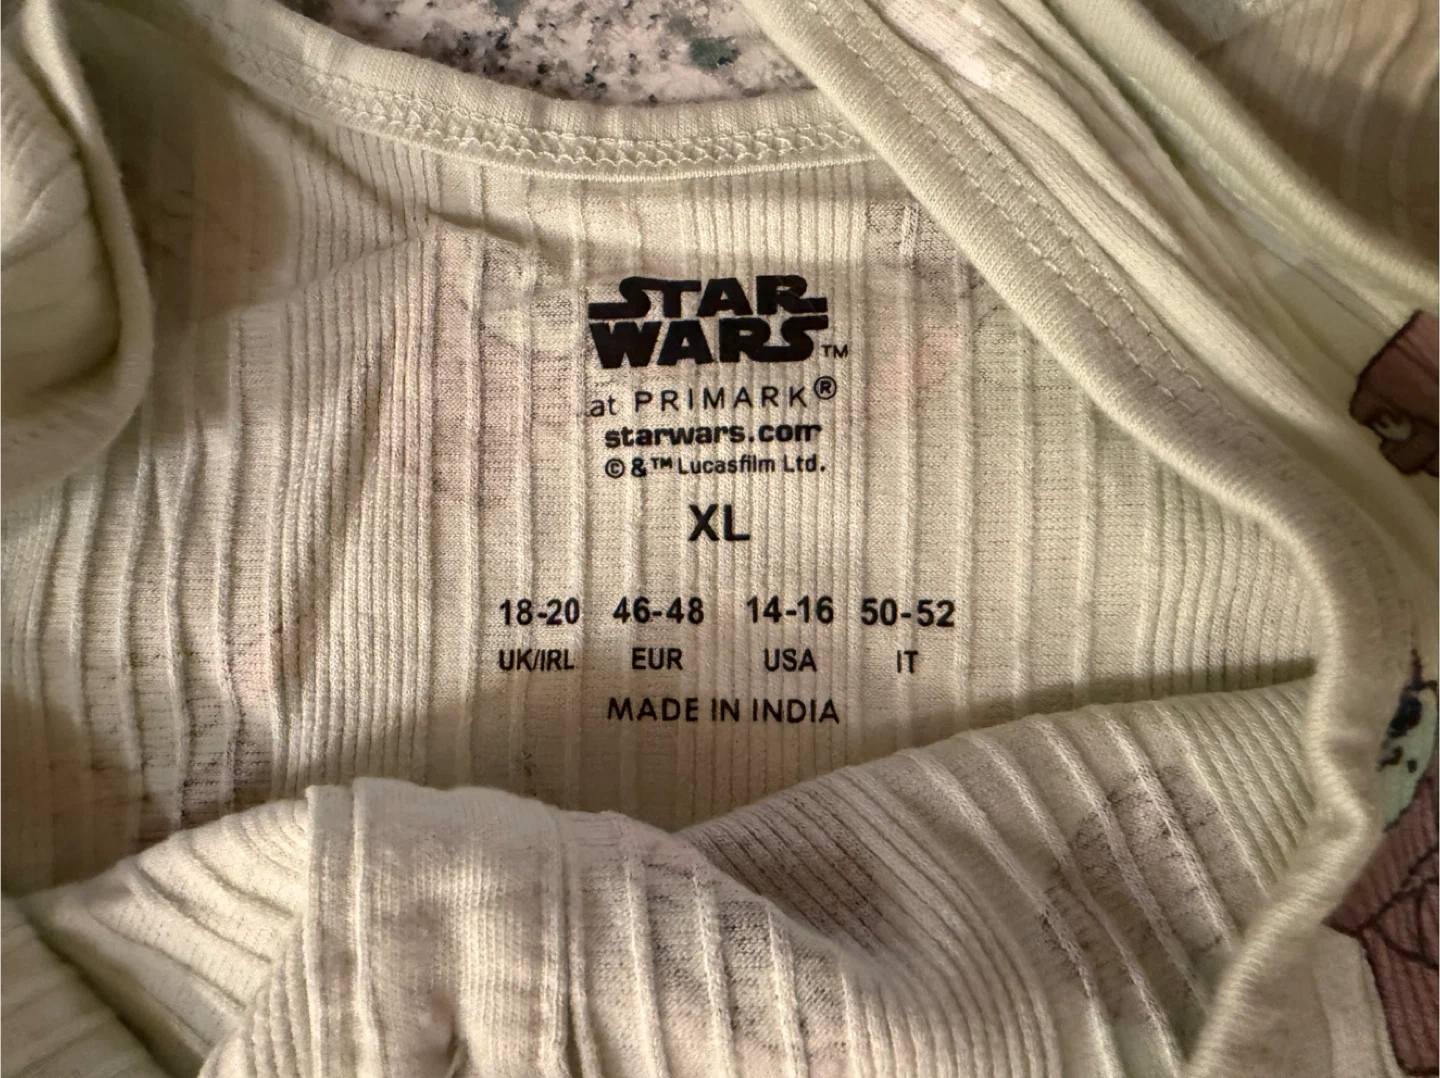 STAR
WARS™
at PRIMARK®
starwars.com
© &™ Lucasfilm Ltd.
XL
18-20 46-48 14-16 50-52
UK/IRL EUR USA IT
MADE IN INDIA